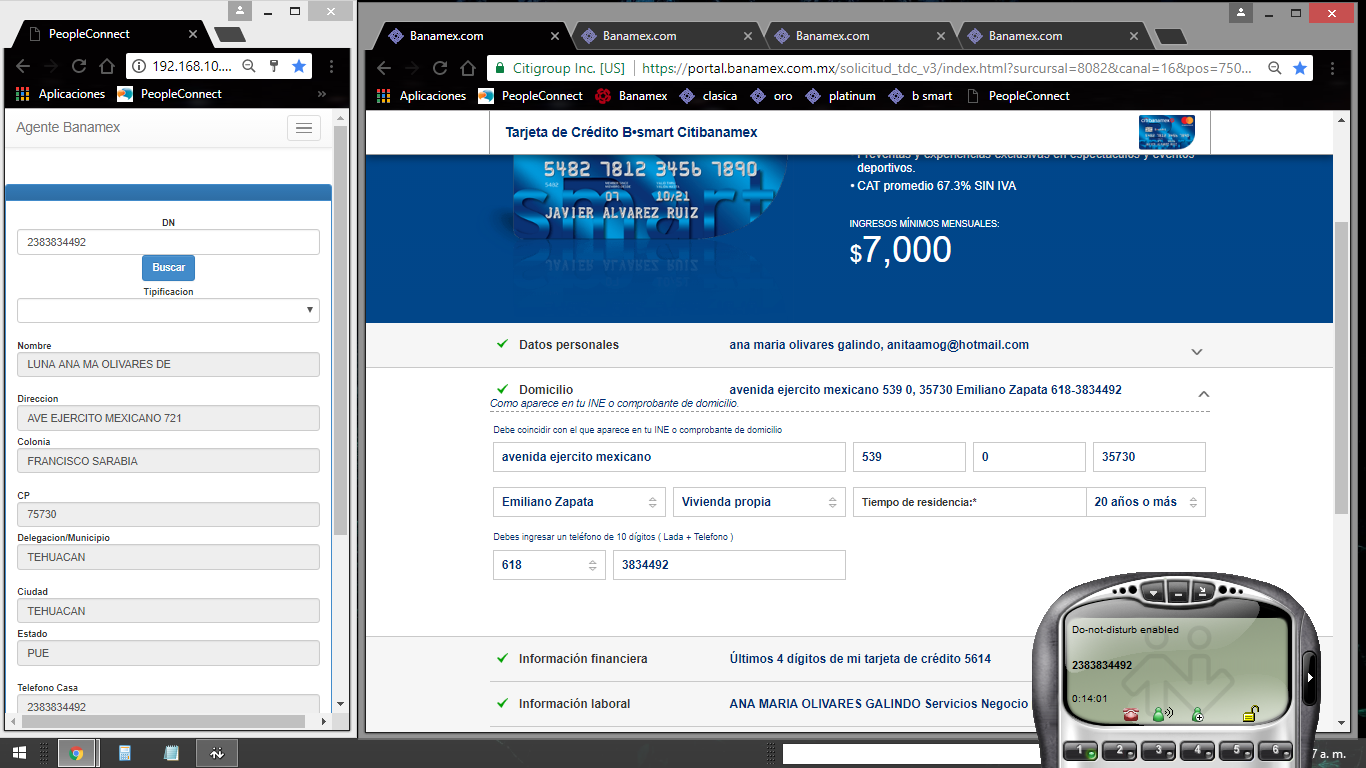 PeopleConnect
192.168.10....
Aplicaciones
PeopleConnect
»
Agente Banamex
DN
2383834492
Buscar
Tipificacion
Nombre
LUNA ANA MA OLIVARES DE
Direccion
AVE EJERCITO MEXICANO 721
Colonia
FRANCISCO SARABIA
CP
75730
Delegacion/Municipio
TEHUACAN
Ciudad
TEHUACAN
Estado
PUE
Telefono Casa
2383834492
Banamex.com
Banamex.com
Banamex.com
Banamex.com
Citigroup Inc. [US] https://portal.banamex.com.mx/solicitud_tdc_v3/index.html?surcursal=8082&canal=16&pos=750...
Aplicaciones PeopleConnect Banamex clasica oro platinum b smart PeopleConnect
Tarjeta de Crédito B•smart Citibanamex
Preventas y experiencias exclusivas en espectáculos y eventos
deportivos.
• CAT promedio 67.3% SIN IVA
5482 7812 3456 7890
5482
07 10/21
JAVIER ALVAREZ RUIZ
smart
INGRESOS MÍNIMOS MENSUALES:
$7,000
Datos personales ana maria olivares galindo, anitaamog@hotmail.com
Domicilio avenida ejercito mexicano 539 0, 35730 Emiliano Zapata 618-3834492
Como aparece en tu INE o comprobante de domicilio.
Debe coincidir con el que aparece en tu INE o comprobante de domicilio
avenida ejercito mexicano 539 0 35730
Emiliano Zapata Vivienda propia Tiempo de residencia:* 20 años o más
Debes ingresar un teléfono de 10 dígitos ( Lada + Telefono )
618 3834492
Información financiera Últimos 4 dígitos de mi tarjeta de crédito 5614
Información laboral ANA MARIA OLIVARES GALINDO Servicios Negocio
Do-not-disturb enabled
2383834492
0:14:01
1 2 3 4 5 6
7 a. m.